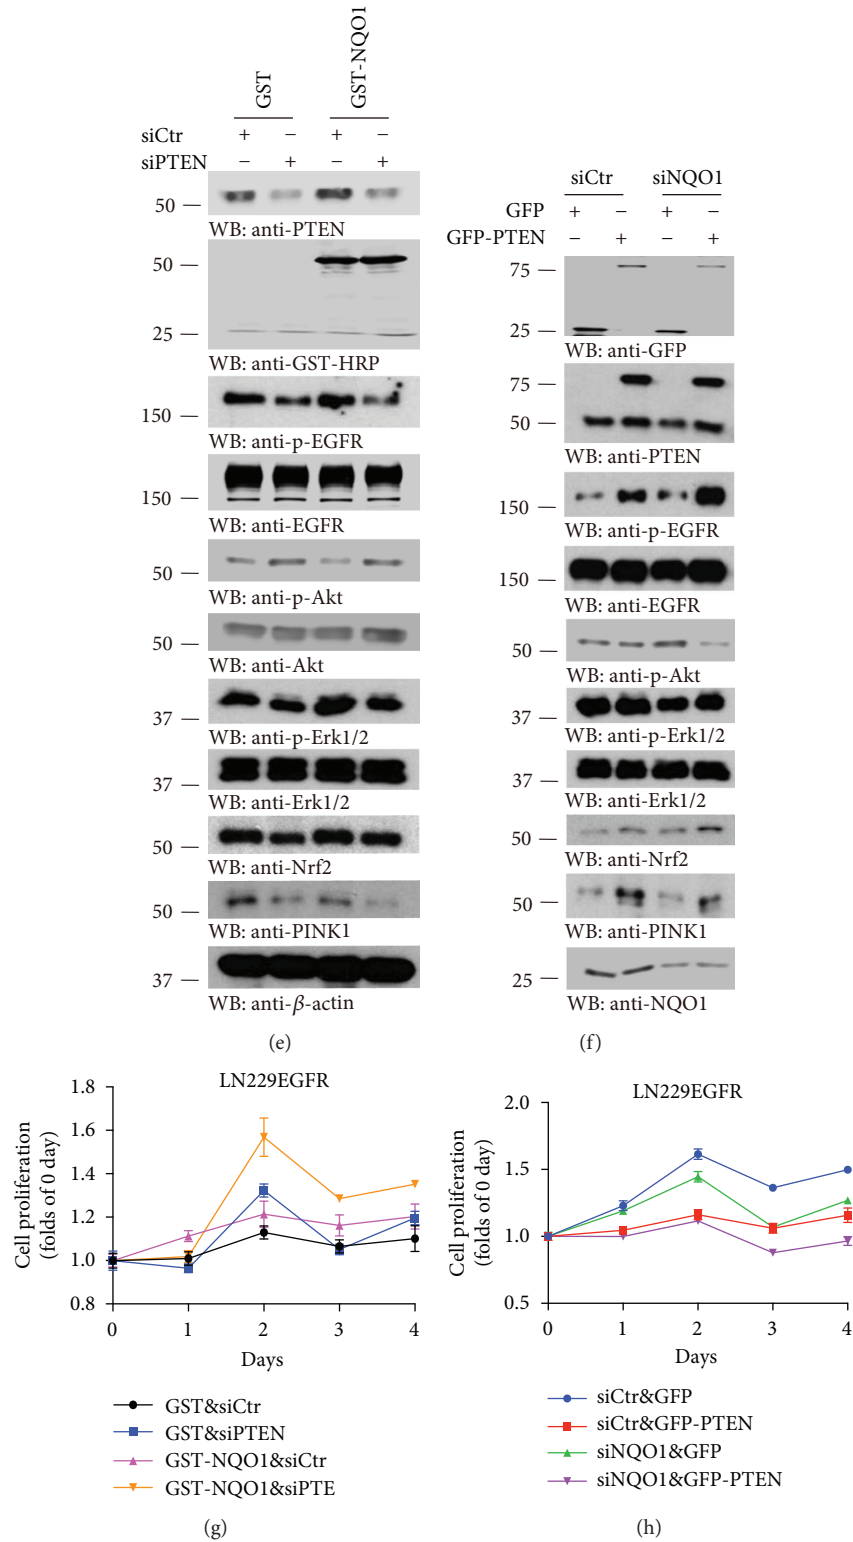 GST
GST-NQO1
siCtr + − + −
siPTEN − + − +
50
WB: anti-PTEN
50
25
WB: anti-GST-HRP
150
WB: anti-p-EGFR
150
WB: anti-EGFR
50
WB: anti-p-Akt
50
WB: anti-Akt
37
WB: anti-p-Erk1/2
37
WB: anti-Erk1/2
50
WB: anti-Nrf2
50
WB: anti-PINK1
37
WB: anti-β-actin
(e)
siCtr siNQO1
GFP + − + −
GFP-PTEN − + − +
75
25
WB: anti-GFP
75
50
WB: anti-PTEN
150
WB: anti-p-EGFR
150
WB: anti-EGFR
50
WB: anti-p-Akt
37
WB: anti-p-Erk1/2
37
WB: anti-Erk1/2
50
WB: anti-Nrf2
50
WB: anti-PINK1
25
WB: anti-NQO1
(f)
LN229EGFR
Cell proliferation
(folds of 0 day)
1.8
1.6
1.4
1.2
1.0
0.8
0 1 2 3 4
Days
GST&siCtr
GST&siPTEN
GST-NQO1&siCtr
GST-NQO1&siPTE
(g)
LN229EGFR
Cell proliferation
(folds of 0 day)
2.0
1.5
1.0
0.5
0 1 2 3 4
Days
siCtr&GFP
siCtr&GFP-PTEN
siNQO1&GFP
siNQO1&GFP-PTEN
(h)